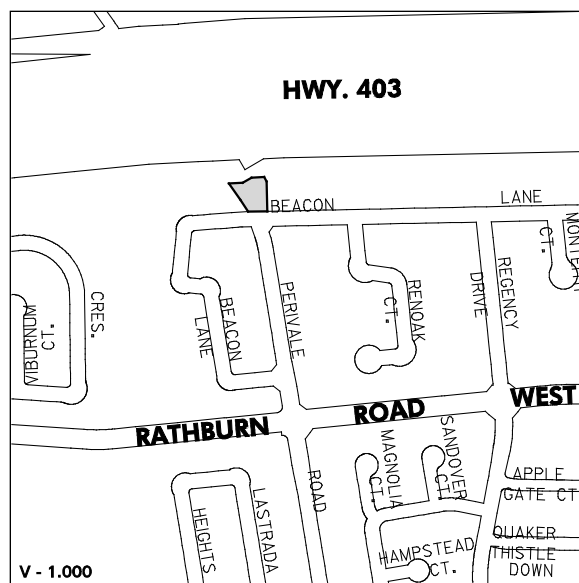 HWY. 403
BEACON LANE
MONTEREY CT.
VIBURNUM CT.
CRES.
BEACON LANE
PERIVALE
RENOAK CT.
REGENCY DRIVE
RATHBURN ROAD WEST
ROAD
MAGNOLIA CT.
SANDOVER CT.
APPLE
GATE CT
HEIGHTS
LASTRADA
HAMPSTEAD
CT.
QUAKER
THISTLE
DOWN
V - 1.000